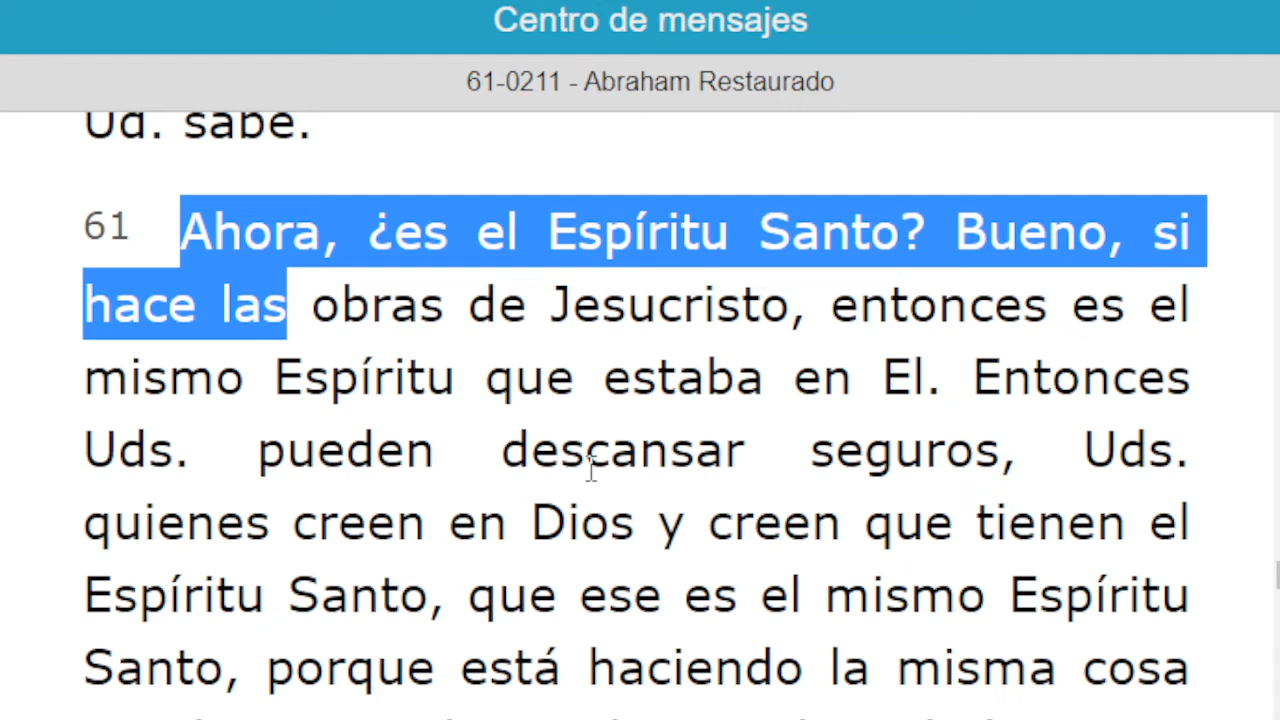 Centro de mensajes
61-0211 - Abraham Restaurado
Ud. sabe.
61 Ahora, ¿es el Espíritu Santo? Bueno, si
hace las obras de Jesucristo, entonces es el
mismo Espíritu que estaba en El. Entonces
Uds. pueden descansar seguros, Uds.
quienes creen en Dios y creen que tienen el
Espíritu Santo, que ese es el mismo Espíritu
Santo, porque está haciendo la misma cosa